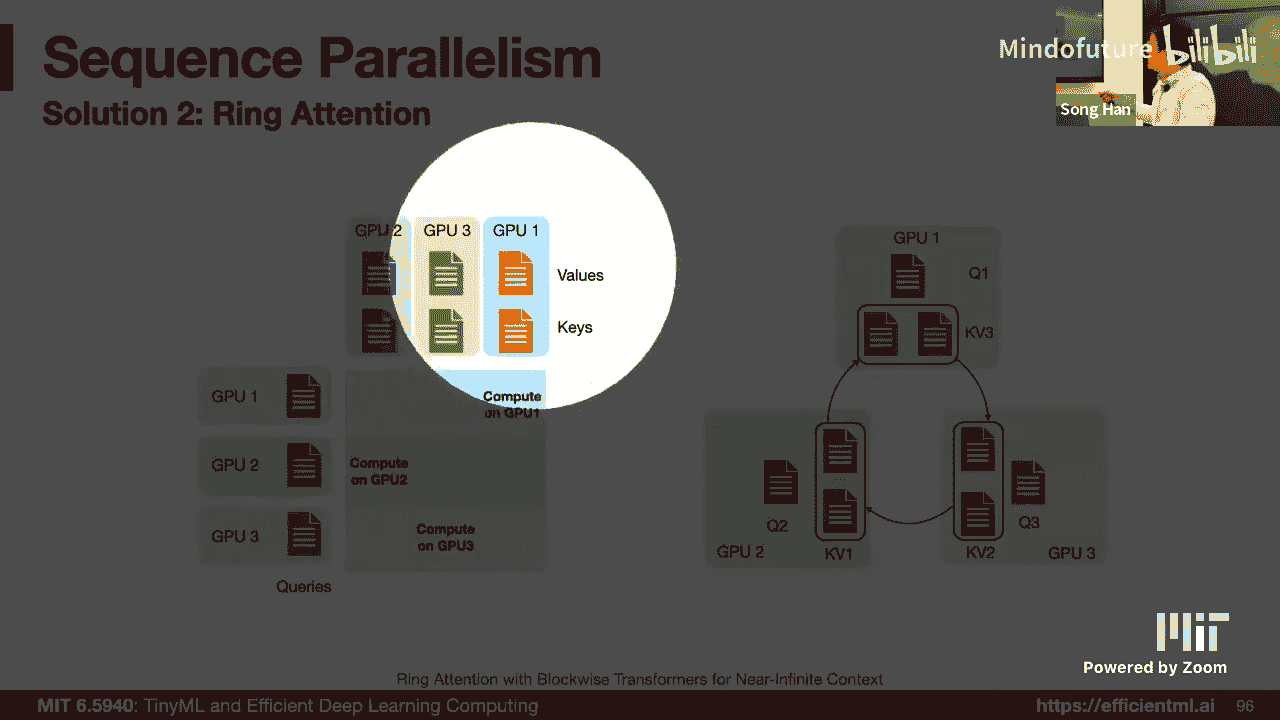 Sequence Parallelism
Solution 2: Ring Attention
Mindofuture bilibili
Song Han
GPU 2 GPU 3 GPU 1
Values
Keys
GPU 1
GPU 2
GPU 3
Queries
Compute
on GPU1
Compute
on GPU2
Compute
on GPU3
GPU 1
Q1
KV3
Q2
GPU 2
KV1
KV2
Q3
GPU 3
MIT
Powered by Zoom
Ring Attention with Blockwise Transformers for Near-Infinite Context
MIT 6.5940: TinyML and Efficient Deep Learning Computing
https://efficientml.ai
96